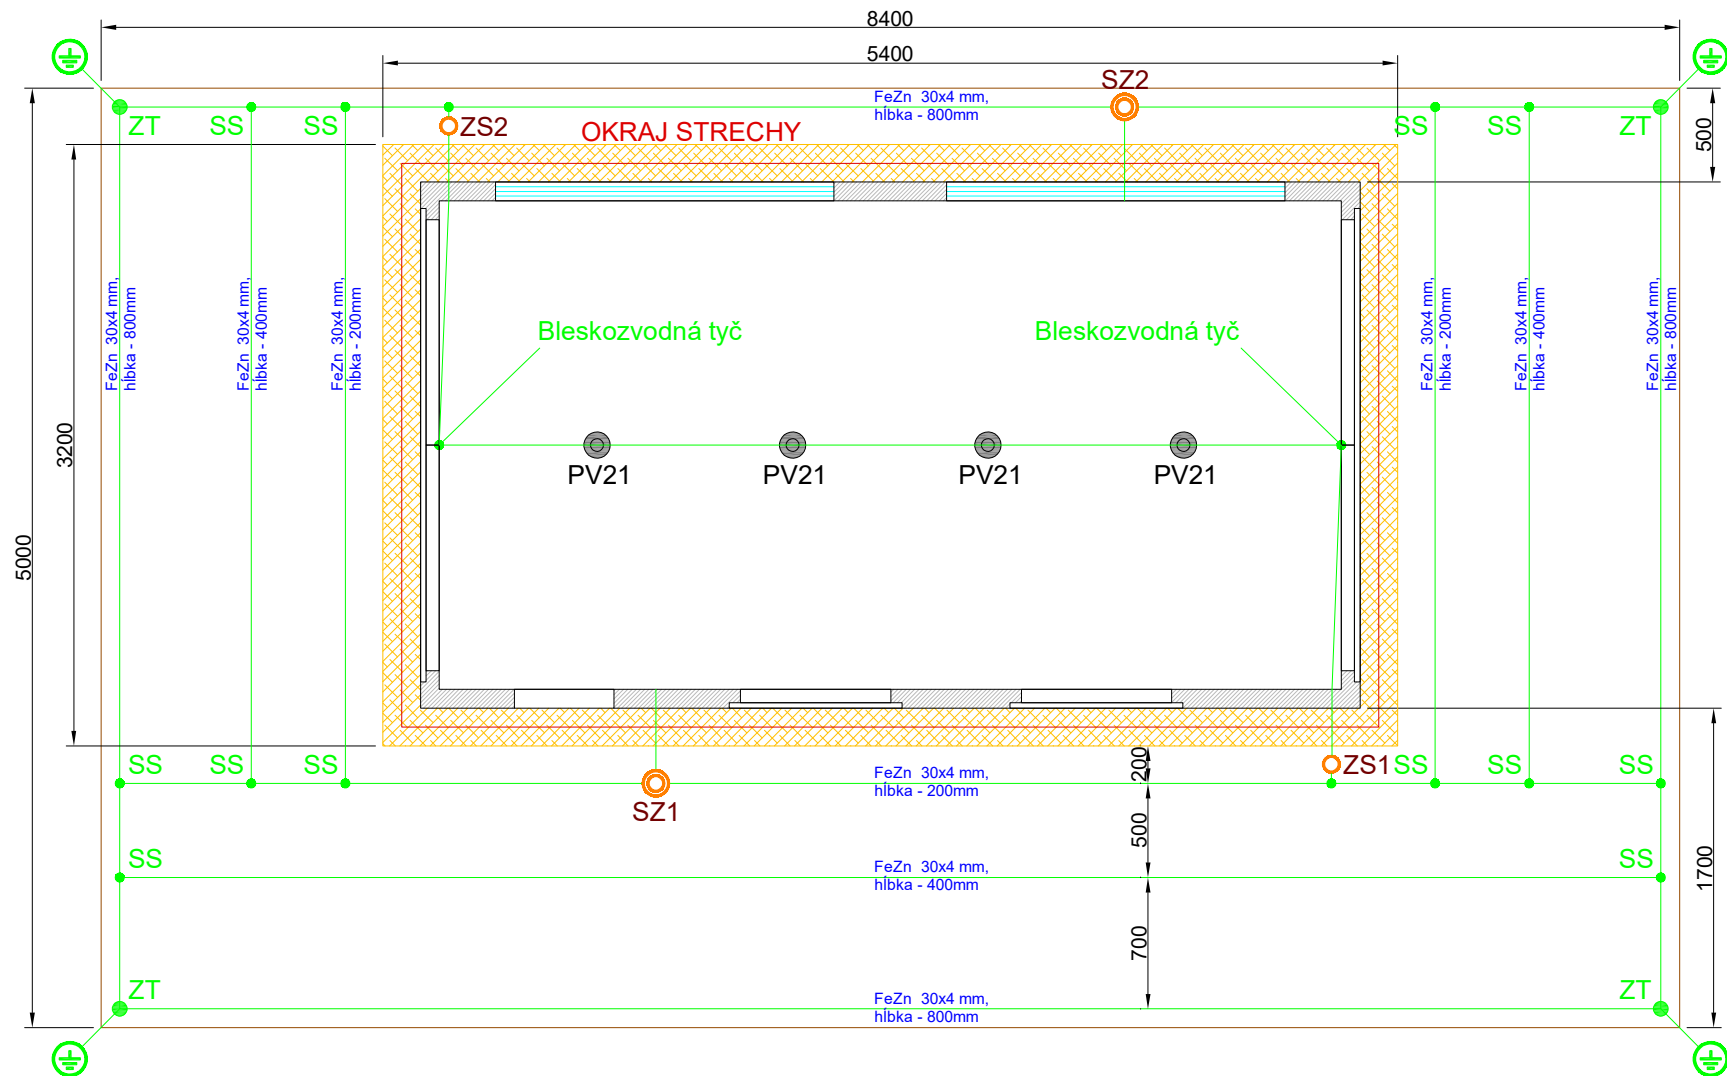 8400
5400
SZ2
FeZn 30x4 mm,
hĺbka - 800mm
ZT
SS
SS
ZS2
OKRAJ STRECHY
SS
SS
ZT
500
FeZn 30x4 mm,
hĺbka - 800mm
FeZn 30x4 mm,
hĺbka - 400mm
FeZn 30x4 mm,
hĺbka - 200mm
Bleskozvodná tyč
Bleskozvodná tyč
FeZn 30x4 mm,
hĺbka - 200mm
FeZn 30x4 mm,
hĺbka - 400mm
FeZn 30x4 mm,
hĺbka - 800mm
3200
5000
PV21
PV21
PV21
PV21
SS
SS
SS
FeZn 30x4 mm,
hĺbka - 200mm
200
ZS1
SS
SS
SS
SZ1
500
SS
FeZn 30x4 mm,
hĺbka - 400mm
SS
1700
700
ZT
FeZn 30x4 mm,
hĺbka - 800mm
ZT